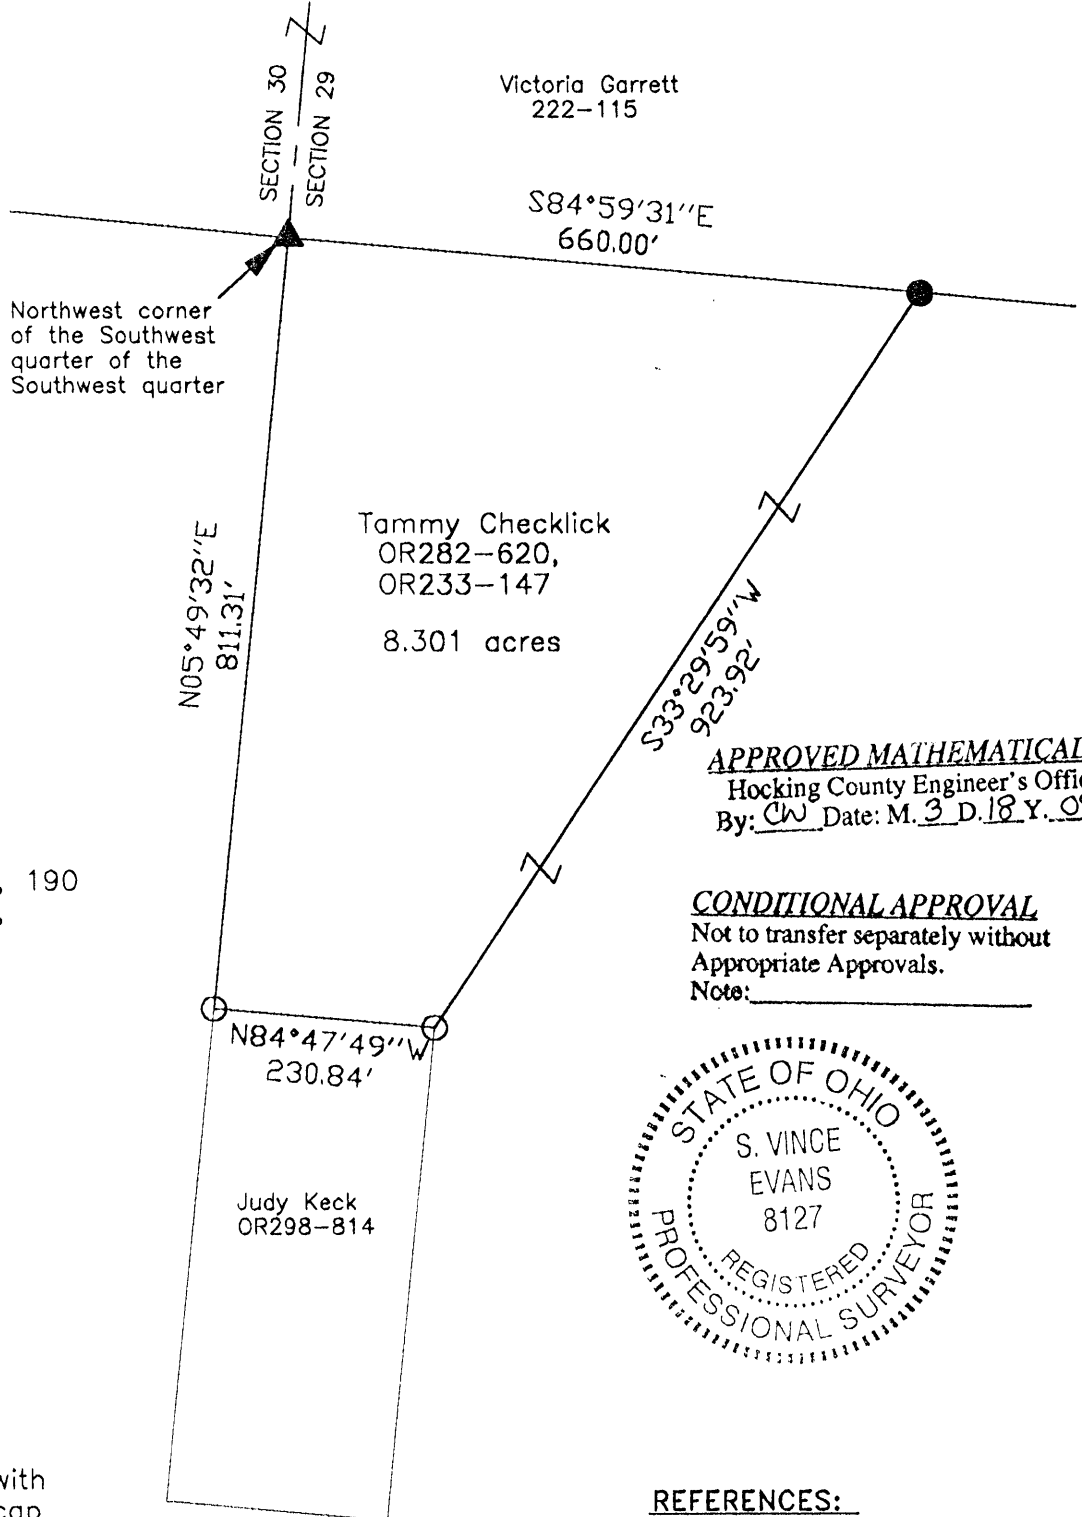 SECTION 30
SECTION 29
Victoria Garrett
222-115
S84°59'31''E
660.00'
Northwest corner
of the Southwest
quarter of the
Southwest quarter
N05°49'32''E
811.31'
Tammy Checklick
OR282-620,
OR233-147
8.301 acres
S33°29'59''W
923.92'
APPROVED MATHEMATICAL
Hocking County Engineer's Offi
By: CW Date: M. 3 D. 18 Y.
190
CONDITIONAL APPROVAL
Not to transfer separately without
Appropriate Approvals.
Note:
N84°47'49''W
230.84'
STATE OF OHIO
S. VINCE
EVANS
8127
REGISTERED
PROFESSIONAL SURVEYOR
Judy Keck
OR298-814
with
cap
REFERENCES: